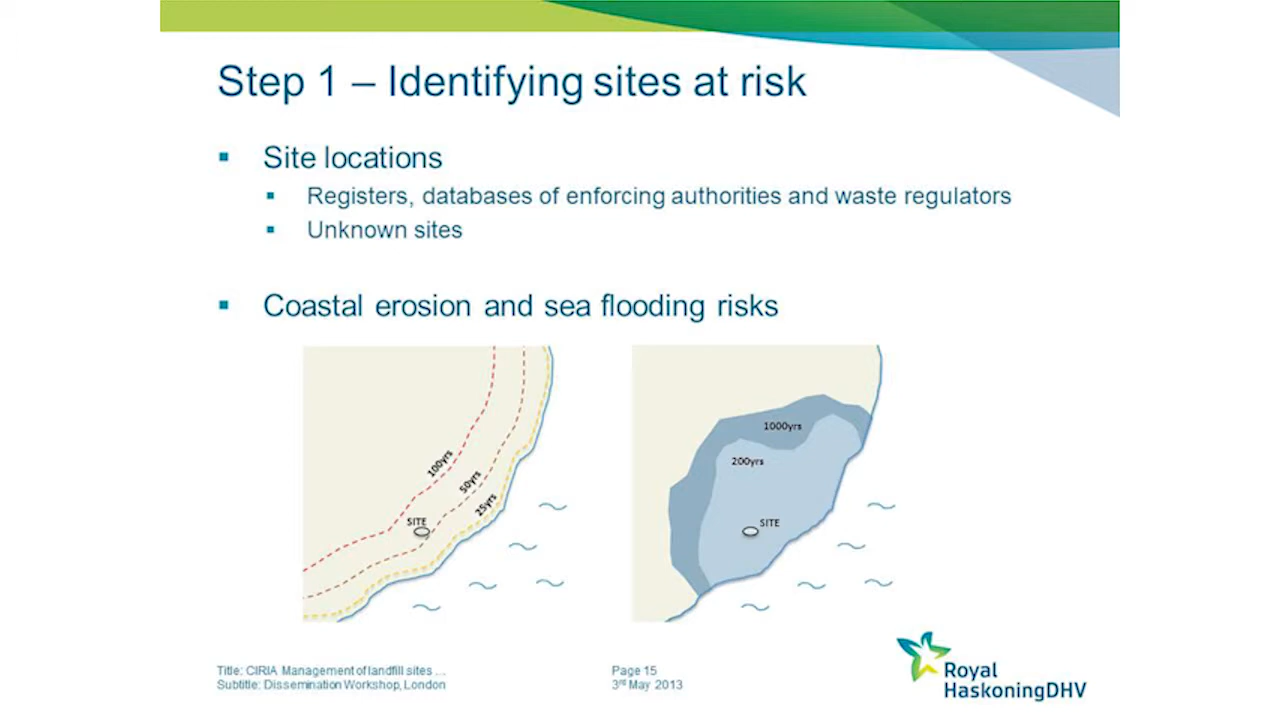 Step 1 – Identifying sites at risk
Site locations
Registers, databases of enforcing authorities and waste regulators
Unknown sites
Coastal erosion and sea flooding risks
100yrs
50yrs
25yrs
SITE
1000yrs
200yrs
SITE
Title: CIRIA Management of landfill sites ...
Subtitle: Dissemination Workshop, London
Page 15
3rd May 2013
Royal
HaskoningDHV